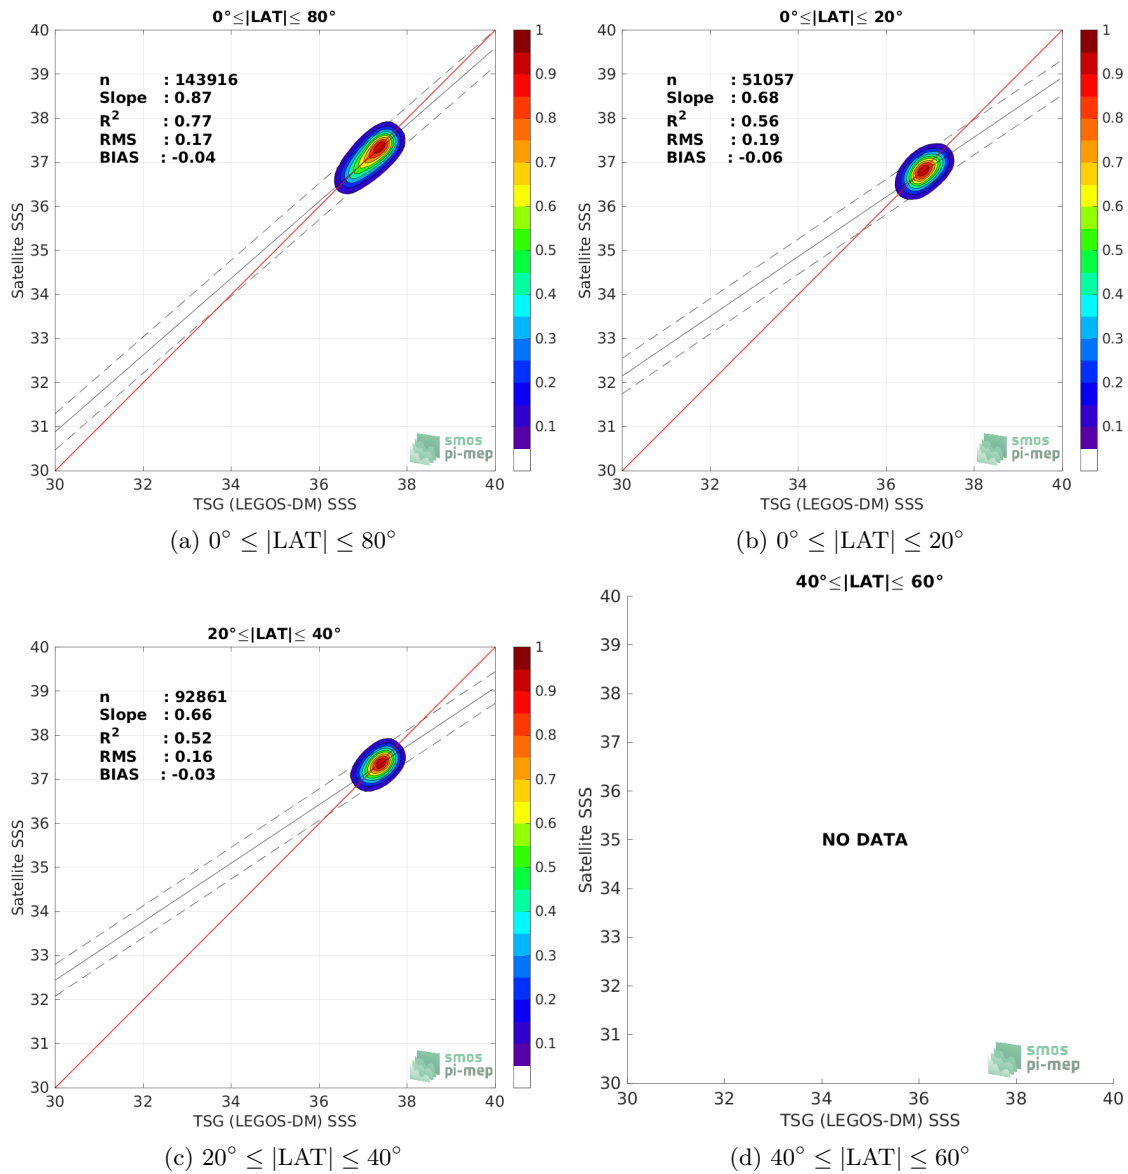 0°≤|LAT|≤ 80°
40
39
38
37
36
35
34
33
32
31
30
Satellite SSS
n : 143916
Slope : 0.87
R2 : 0.77
RMS : 0.17
BIAS : -0.04
smos
pi-mep
30 32 34 36 38 40
TSG (LEGOS-DM) SSS
1
0.9
0.8
0.7
0.6
0.5
0.4
0.3
0.2
0.1
(a) 0° ≤ |LAT| ≤ 80°
0°≤|LAT|≤ 20°
40
39
38
37
36
35
34
33
32
31
30
Satellite SSS
n : 51057
Slope : 0.68
R2 : 0.56
RMS : 0.19
BIAS : -0.06
smos
pi-mep
30 32 34 36 38 40
TSG (LEGOS-DM) SSS
1
0.9
0.8
0.7
0.6
0.5
0.4
0.3
0.2
0.1
(b) 0° ≤ |LAT| ≤ 20°
20°≤|LAT|≤ 40°
40
39
38
37
36
35
34
33
32
31
30
Satellite SSS
n : 92861
Slope : 0.66
R2 : 0.52
RMS : 0.16
BIAS : -0.03
smos
pi-mep
30 32 34 36 38 40
TSG (LEGOS-DM) SSS
1
0.9
0.8
0.7
0.6
0.5
0.4
0.3
0.2
0.1
(c) 20° ≤ |LAT| ≤ 40°
40°≤|LAT|≤ 60°
40
39
38
37
36
35
34
33
32
31
30
Satellite SSS
NO DATA
smos
pi-mep
30 32 34 36 38 40
TSG (LEGOS-DM) SSS
(d) 40° ≤ |LAT| ≤ 60°